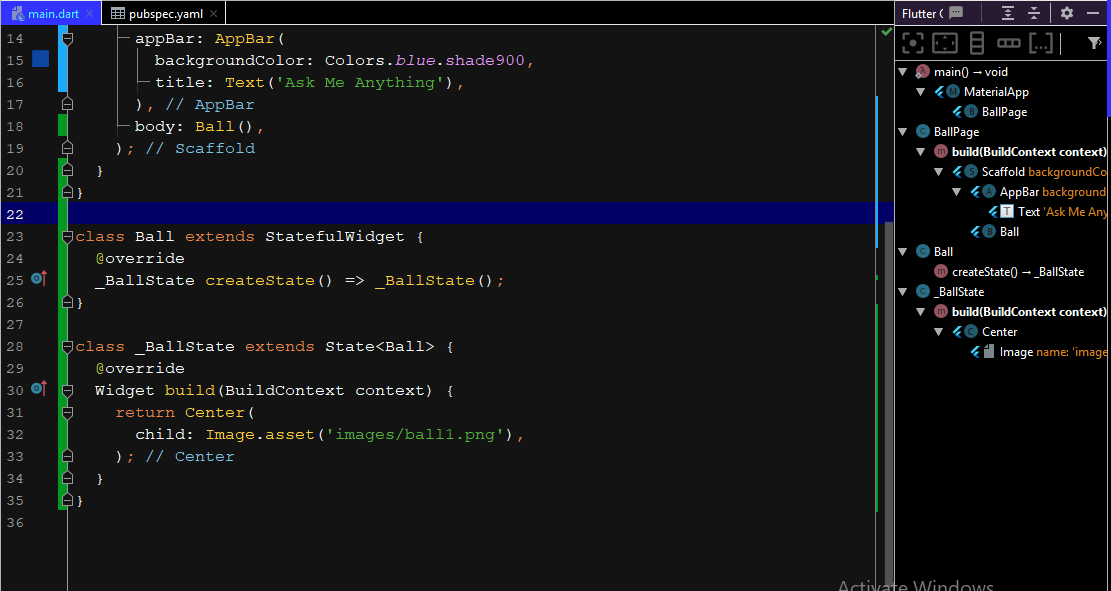 main.dart
pubspec.yaml
Flutter O
14 appBar: AppBar(
15 backgroundColor: Colors.blue.shade900,
16 title: Text('Ask Me Anything'),
17 ), // AppBar
18 body: Ball(),
19 ); // Scaffold
20 }
21 }
22
23 class Ball extends StatefulWidget {
24 @override
25 _BallState createState() => _BallState();
26 }
27
28 class _BallState extends State<Ball> {
29 @override
30 Widget build(BuildContext context) {
31 return Center(
32 child: Image.asset('images/ball1.png'),
33 ); // Center
34 }
35 }
36
main() → void
MaterialApp
BallPage
BallPage
build(BuildContext context)
Scaffold backgroundCo
AppBar background
Text 'Ask Me Any
Ball
Ball
createState() → _BallState
_BallState
build(BuildContext context)
Center
Image name: 'image
Activate Windows